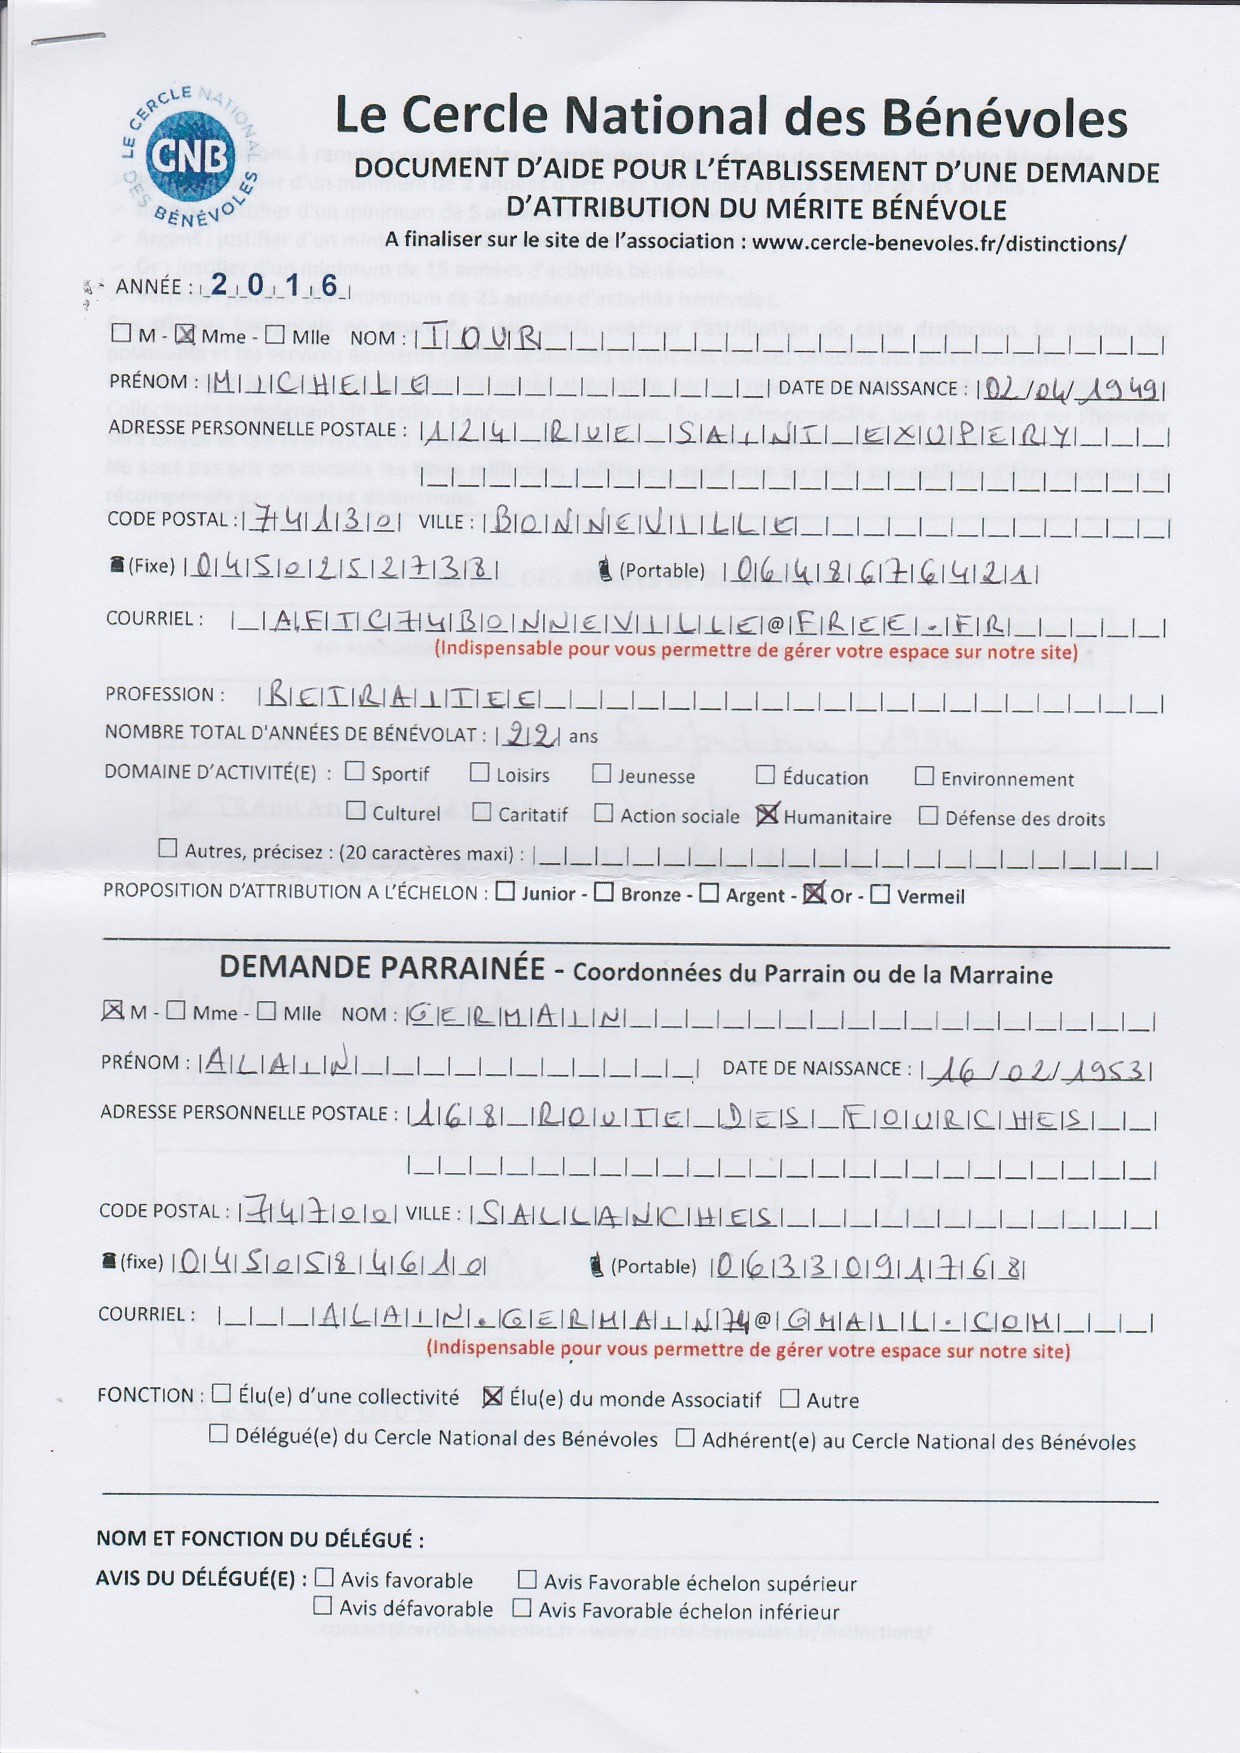 LE CERCLE NATIONAL DES BÉNÉVOLES
CNB
Le Cercle National des Bénévoles
DOCUMENT D'AIDE POUR L'ÉTABLISSEMENT D'UNE DEMANDE
D'ATTRIBUTION DU MÉRITE BÉNÉVOLE
A finaliser sur le site de l'association : www.cercle-benevoles.fr/distinctions/
ANNÉE : 2016
☐ M - ☒ Mme - ☐ Mlle NOM : TOUR
PRÉNOM : MICHELE DATE DE NAISSANCE : 02/04/1949
ADRESSE PERSONNELLE POSTALE : 124 RUE SAINT EXUPERY
CODE POSTAL : 74130 VILLE : BONNEVILLE
(Fixe) 0450252738 (Portable) 0648676421
COURRIEL : AFTC74BONNEVILLE@FREE.FR
(Indispensable pour vous permettre de gérer votre espace sur notre site)
PROFESSION : RETRAITEE
NOMBRE TOTAL D'ANNÉES DE BÉNÉVOLAT : 22 ans
DOMAINE D'ACTIVITÉ(E) : ☐ Sportif ☐ Loisirs ☐ Jeunesse ☐ Éducation ☐ Environnement
☐ Culturel ☐ Caritatif ☐ Action sociale ☒ Humanitaire ☐ Défense des droits
☐ Autres, précisez : (20 caractères maxi) :
PROPOSITION D'ATTRIBUTION A L'ÉCHELON : ☐ Junior - ☐ Bronze - ☐ Argent - ☒ Or - ☐ Vermeil
DEMANDE PARRAINÉE - Coordonnées du Parrain ou de la Marraine
☒ M - ☐ Mme - ☐ Mlle NOM : GERMAIN
PRÉNOM : ALAIN DATE DE NAISSANCE : 16/02/1953
ADRESSE PERSONNELLE POSTALE : 168 ROUTE DES FOURCHES
CODE POSTAL : 74700 VILLE : SALLANCHES
(fixe) 0450584610 (Portable) 0633091768
COURRIEL : ALAIN.GERMAIN74@GMAIL.COM
(Indispensable pour vous permettre de gérer votre espace sur notre site)
FONCTION : ☐ Élu(e) d'une collectivité ☒ Élu(e) du monde Associatif ☐ Autre
☐ Délégué(e) du Cercle National des Bénévoles ☐ Adhérent(e) au Cercle National des Bénévoles
NOM ET FONCTION DU DÉLÉGUÉ :
AVIS DU DÉLÉGUÉ(E) : ☐ Avis favorable ☐ Avis Favorable échelon supérieur
☐ Avis défavorable ☐ Avis Favorable échelon inférieur